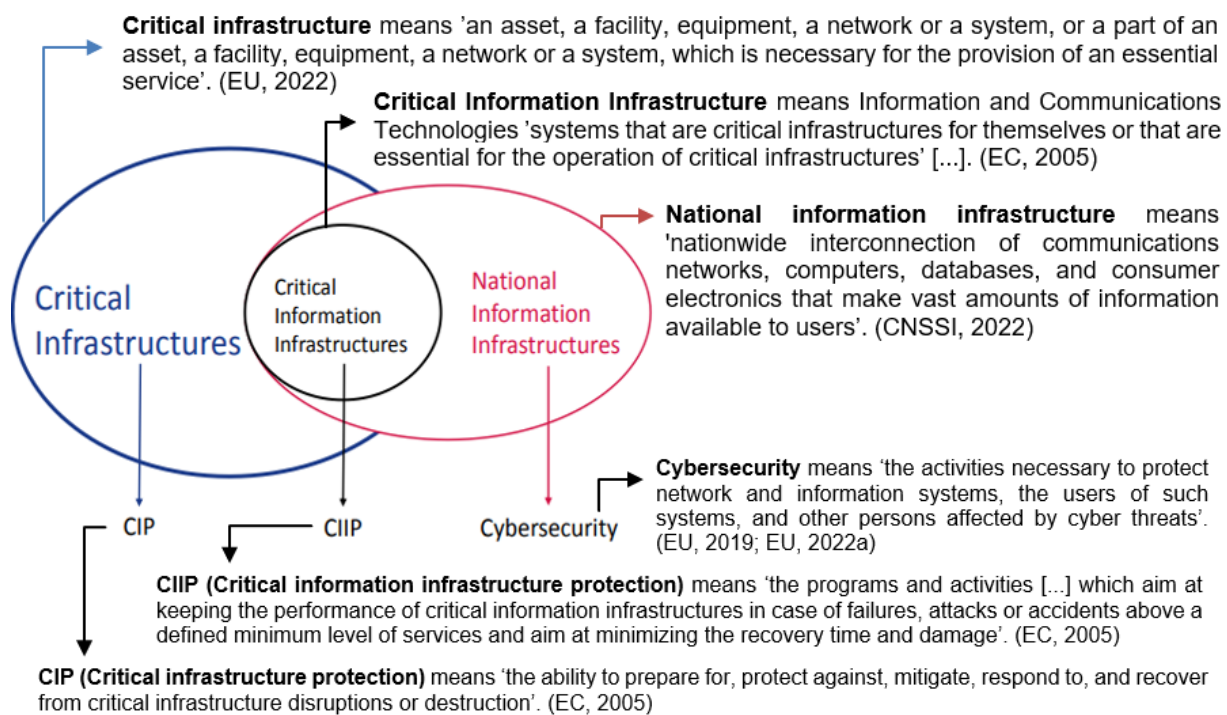 Critical infrastructure means ’an asset, a facility, equipment, a network or a system, or a part of an
asset, a facility, equipment, a network or a system, which is necessary for the provision of an essential
service’. (EU, 2022)
Critical Information Infrastructure means Information and Communications
Technologies ’systems that are critical infrastructures for themselves or that are
essential for the operation of critical infrastructures’ [...]. (EC, 2005)
National information infrastructure means
'nationwide interconnection of communications
networks, computers, databases, and consumer
electronics that make vast amounts of information
available to users’. (CNSSI, 2022)
Critical
Infrastructures
Critical
Information
Infrastructures
National
Information
Infrastructures
CIP
CIIP
Cybersecurity
Cybersecurity means ‘the activities necessary to protect
network and information systems, the users of such
systems, and other persons affected by cyber threats’.
(EU, 2019; EU, 2022a)
CIIP (Critical information infrastructure protection) means ‘the programs and activities [...] which aim at
keeping the performance of critical information infrastructures in case of failures, attacks or accidents above a
defined minimum level of services and aim at minimizing the recovery time and damage’. (EC, 2005)
CIP (Critical infrastructure protection) means ‘the ability to prepare for, protect against, mitigate, respond to, and recover
from critical infrastructure disruptions or destruction’. (EC, 2005)